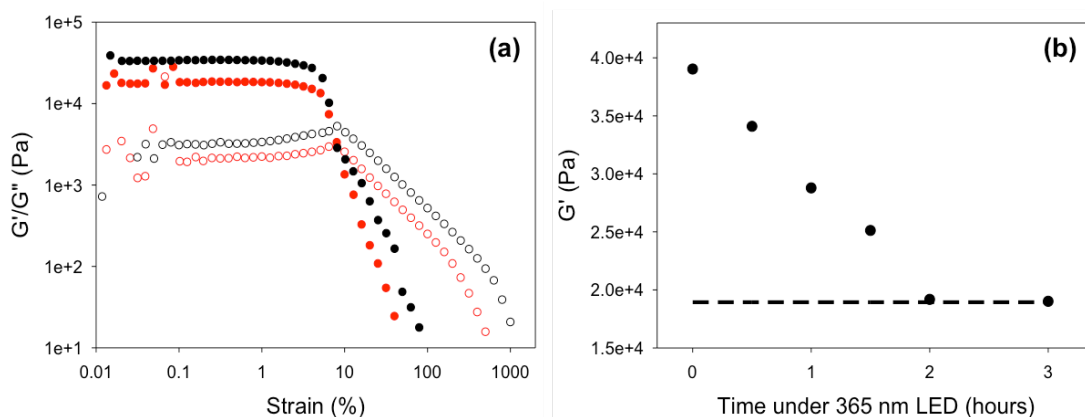 (a)
G'/G" (Pa)
1e+5
1e+4
1e+3
1e+2
1e+1
0.01 0.1 1 10 100 1000
Strain (%)
(b)
G' (Pa)
4.0e+4
3.5e+4
3.0e+4
2.5e+4
2.0e+4
1.5e+4
0 1 2 3
Time under 365 nm LED (hours)